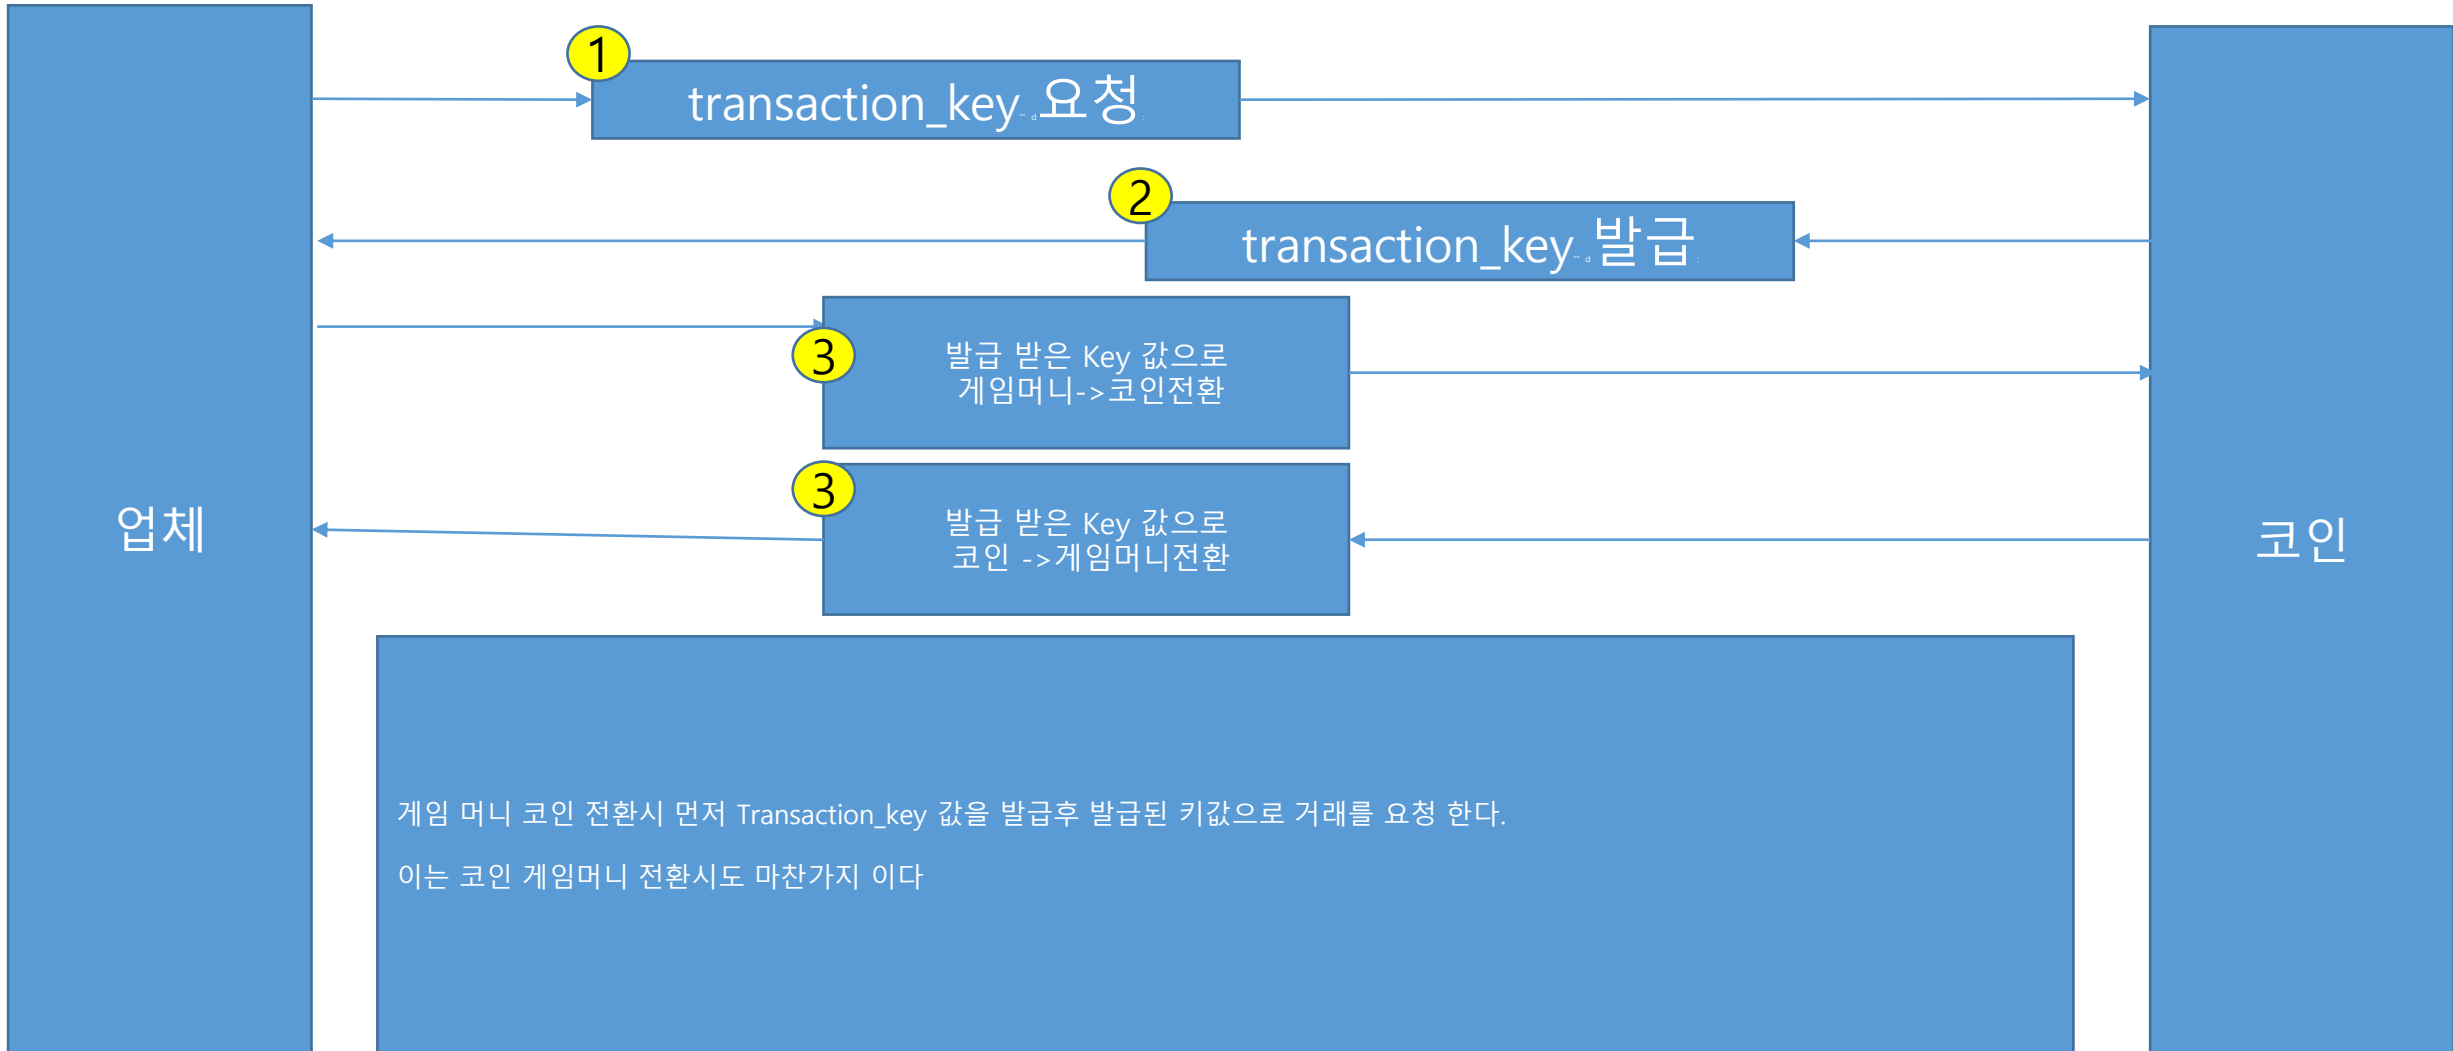 1
transaction_key 요청
2
transaction_key 발급
3
발급 받은 Key 값으로
게임머니->코인전환
3
발급 받은 Key 값으로
코인 ->게임머니전환
업체
코인
게임 머니 코인 전환시 먼저 Transaction_key 값을 발급후 발급된 키값으로 거래를 요청 한다.
이는 코인 게임머니 전환시도 마찬가지 이다